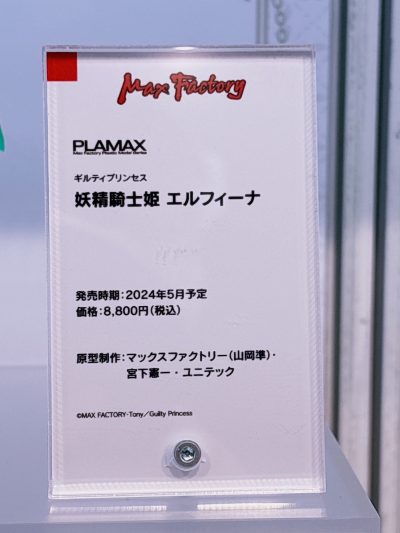 Max Factory
PLAMAX
Max Factory Plastic Model Series
ギルティプリンセス
妖精騎士姫 エルフィーナ
発売時期：2024年5月予定
価格：8,800円（税込）
原型制作：マックスファクトリー（山岡準）・
宮下憲一・ユニテック
©MAX FACTORY・Tony／Guilty Princess